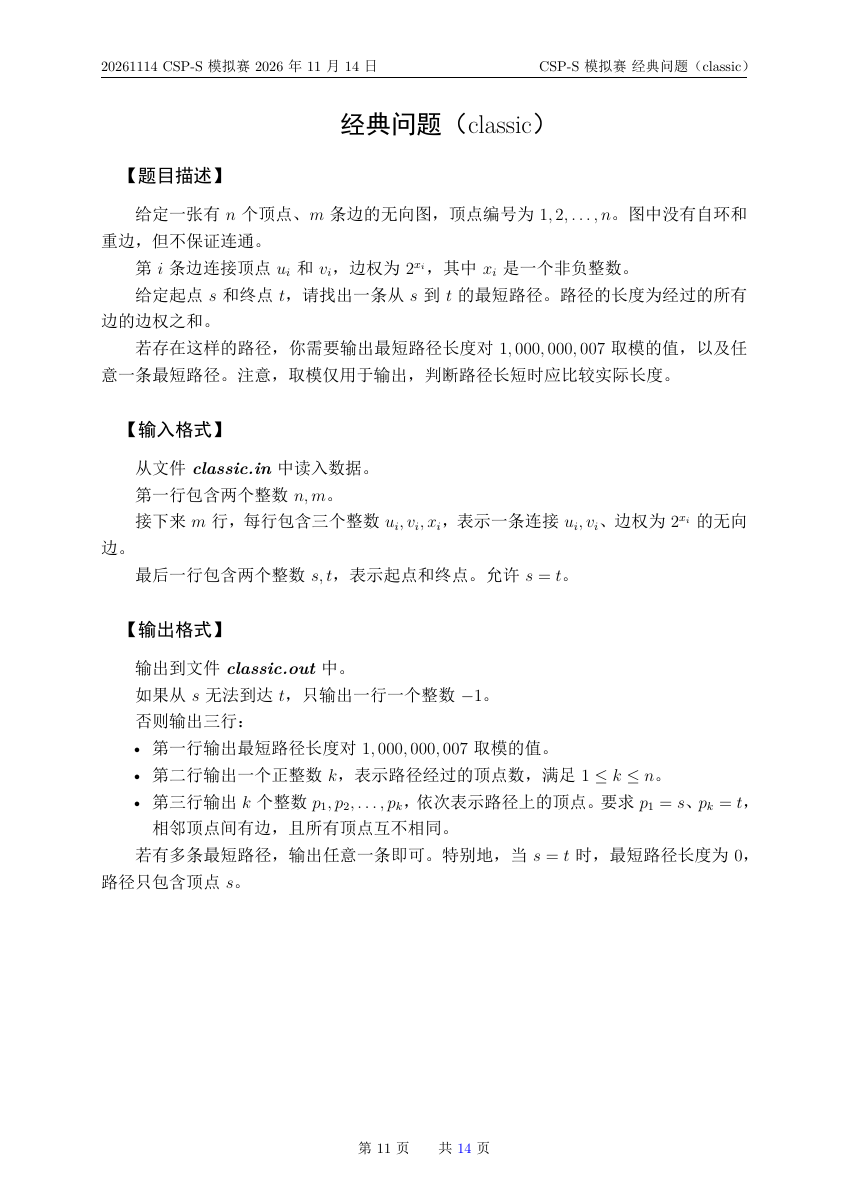 20261114 CSP-S 模拟赛 2026 年 11 月 14 日 CSP-S 模拟赛 经典问题（classic）
经典问题（classic）
【题目描述】
给定一张有 n 个顶点、m 条边的无向图，顶点编号为 1, 2, . . . , n。图中没有自环和
重边，但不保证连通。
第 i 条边连接顶点 uᵢ 和 vᵢ，边权为 2^{xᵢ}，其中 xᵢ 是一个非负整数。
给定起点 s 和终点 t，请找出一条从 s 到 t 的最短路径。路径的长度为经过的所有
边的边权之和。
若存在这样的路径，你需要输出最短路径长度对 1, 000, 000, 007 取模的值，以及任
意一条最短路径。注意，取模仅用于输出，判断路径长短时应比较实际长度。
【输入格式】
从文件 classic.in 中读入数据。
第一行包含两个整数 n, m。
接下来 m 行，每行包含三个整数 uᵢ, vᵢ, xᵢ，表示一条连接 uᵢ, vᵢ、边权为 2^{xᵢ} 的无向
边。
最后一行包含两个整数 s, t，表示起点和终点。允许 s = t。
【输出格式】
输出到文件 classic.out 中。
如果从 s 无法到达 t，只输出一行一个整数 −1。
否则输出三行：
• 第一行输出最短路径长度对 1, 000, 000, 007 取模的值。
• 第二行输出一个正整数 k，表示路径经过的顶点数，满足 1 ≤ k ≤ n。
• 第三行输出 k 个整数 p₁, p₂, . . . , pₖ，依次表示路径上的顶点。要求 p₁ = s、pₖ = t，
相邻顶点间有边，且所有顶点互不相同。
若有多条最短路径，输出任意一条即可。特别地，当 s = t 时，最短路径长度为 0，
路径只包含顶点 s。
第 11 页 共 14 页